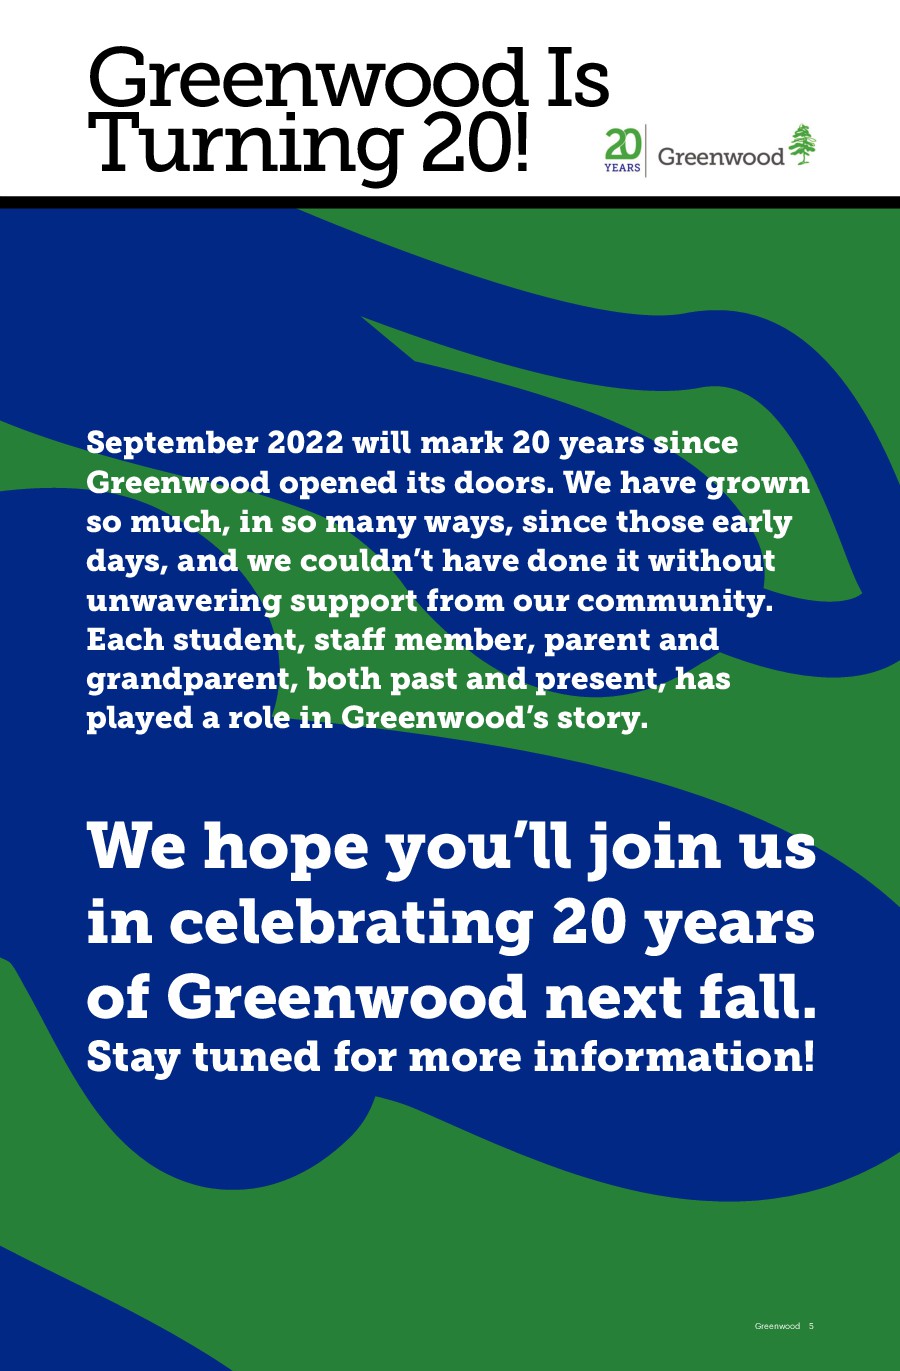 Greenwood Is
Turning 20!
20
YEARS
Greenwood
September 2022 will mark 20 years since
Greenwood opened its doors. We have grown
so much, in so many ways, since those early
days, and we couldn’t have done it without
unwavering support from our community.
Each student, staff member, parent and
grandparent, both past and present, has
played a role in Greenwood’s story.
We hope you’ll join us
in celebrating 20 years
of Greenwood next fall.
Stay tuned for more information!
Greenwood 5